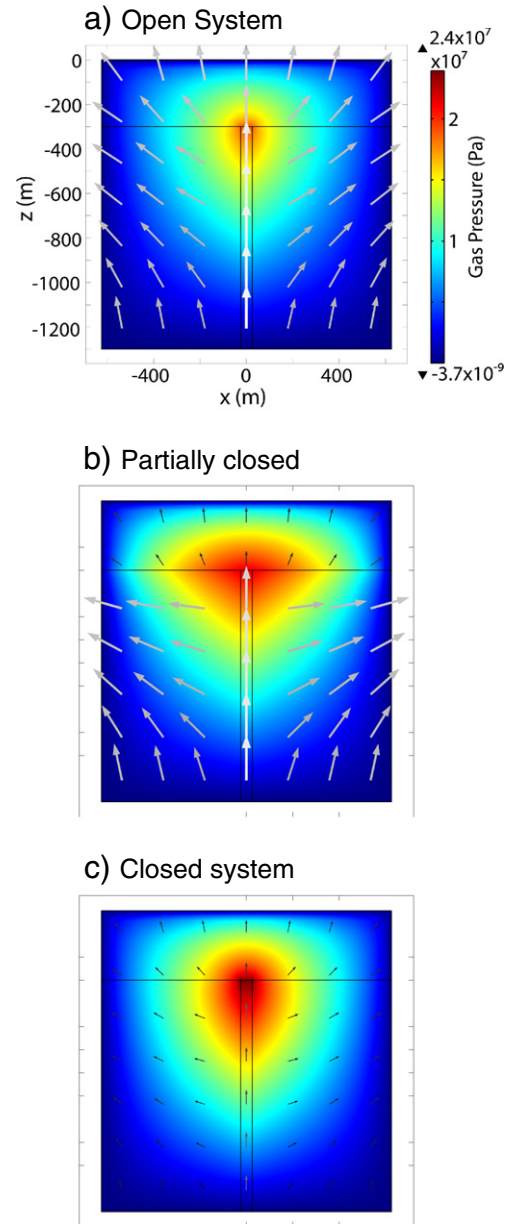 a) Open System
2.4x10⁷
x10⁷
0
-200
-400
-600
-800
-1000
-1200
z (m)
-400
0
400
x (m)
2
1
Gas Pressure (Pa)
-3.7x10⁻⁹
b) Partially closed
c) Closed system